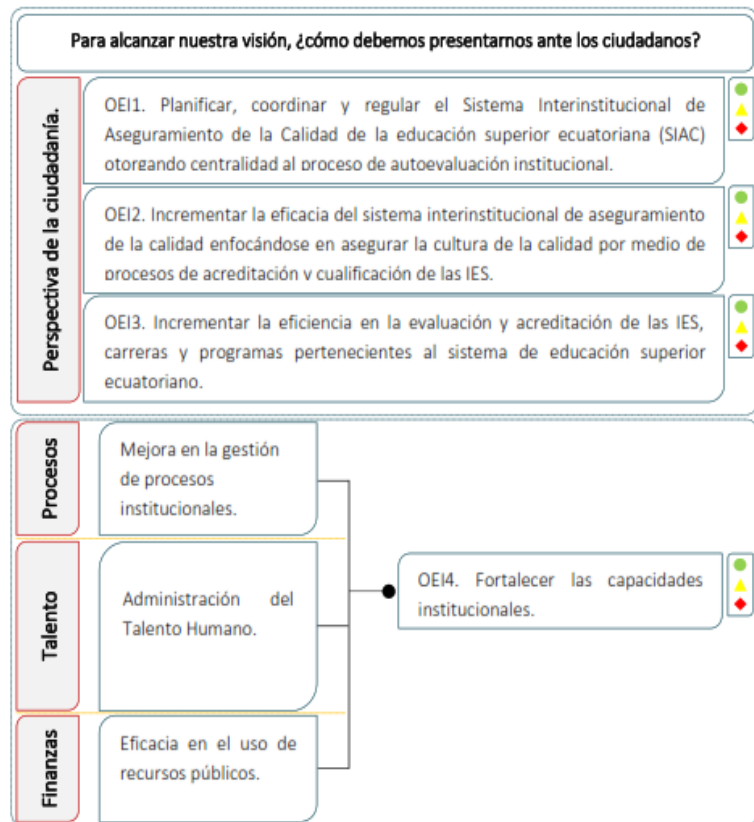 Para alcanzar nuestra visión, ¿cómo debemos presentarnos ante los ciudadanos?
Perspectiva de la ciudadanía.
OEI1. Planificar, coordinar y regular el Sistema Interinstitucional de
Aseguramiento de la Calidad de la educación superior ecuatoriana (SIAC)
otorgando centralidad al proceso de autoevaluación institucional.
OEI2. Incrementar la eficacia del sistema interinstitucional de aseguramiento
de la calidad enfocándose en asegurar la cultura de la calidad por medio de
procesos de acreditación y cualificación de las IES.
OEI3. Incrementar la eficiencia en la evaluación y acreditación de las IES,
carreras y programas pertenecientes al sistema de educación superior
ecuatoriano.
Procesos
Mejora en la gestión
de procesos
institucionales.
Talento
Administración del
Talento Humano.
OEI4. Fortalecer las capacidades
institucionales.
Finanzas
Eficacia en el uso de
recursos públicos.